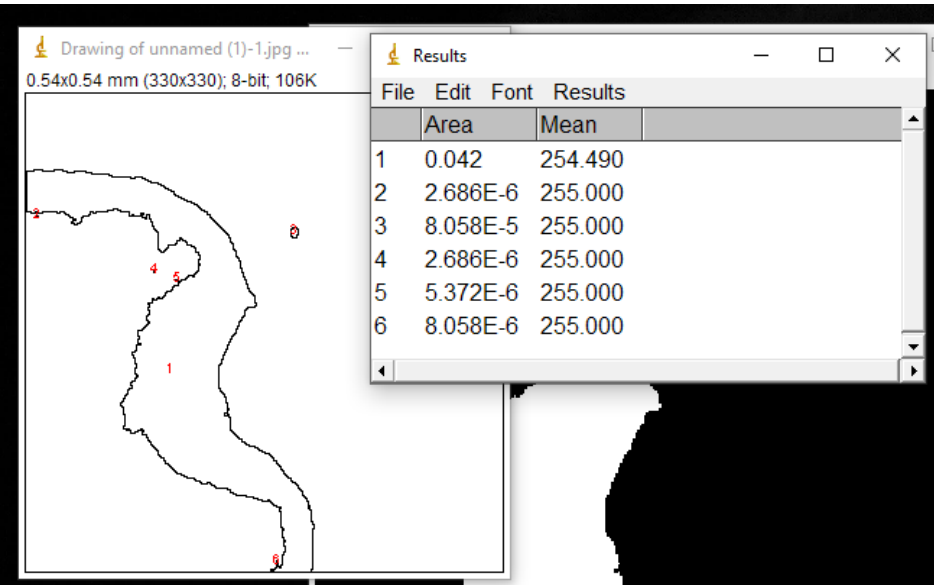 Drawing of unnamed (1)-1.jpg ...
0.54x0.54 mm (330x330); 8-bit; 106K
2
3
4
5
1
6
Results
File Edit Font Results
Area Mean
1 0.042 254.490
2 2.686E-6 255.000
3 8.058E-5 255.000
4 2.686E-6 255.000
5 5.372E-6 255.000
6 8.058E-6 255.000